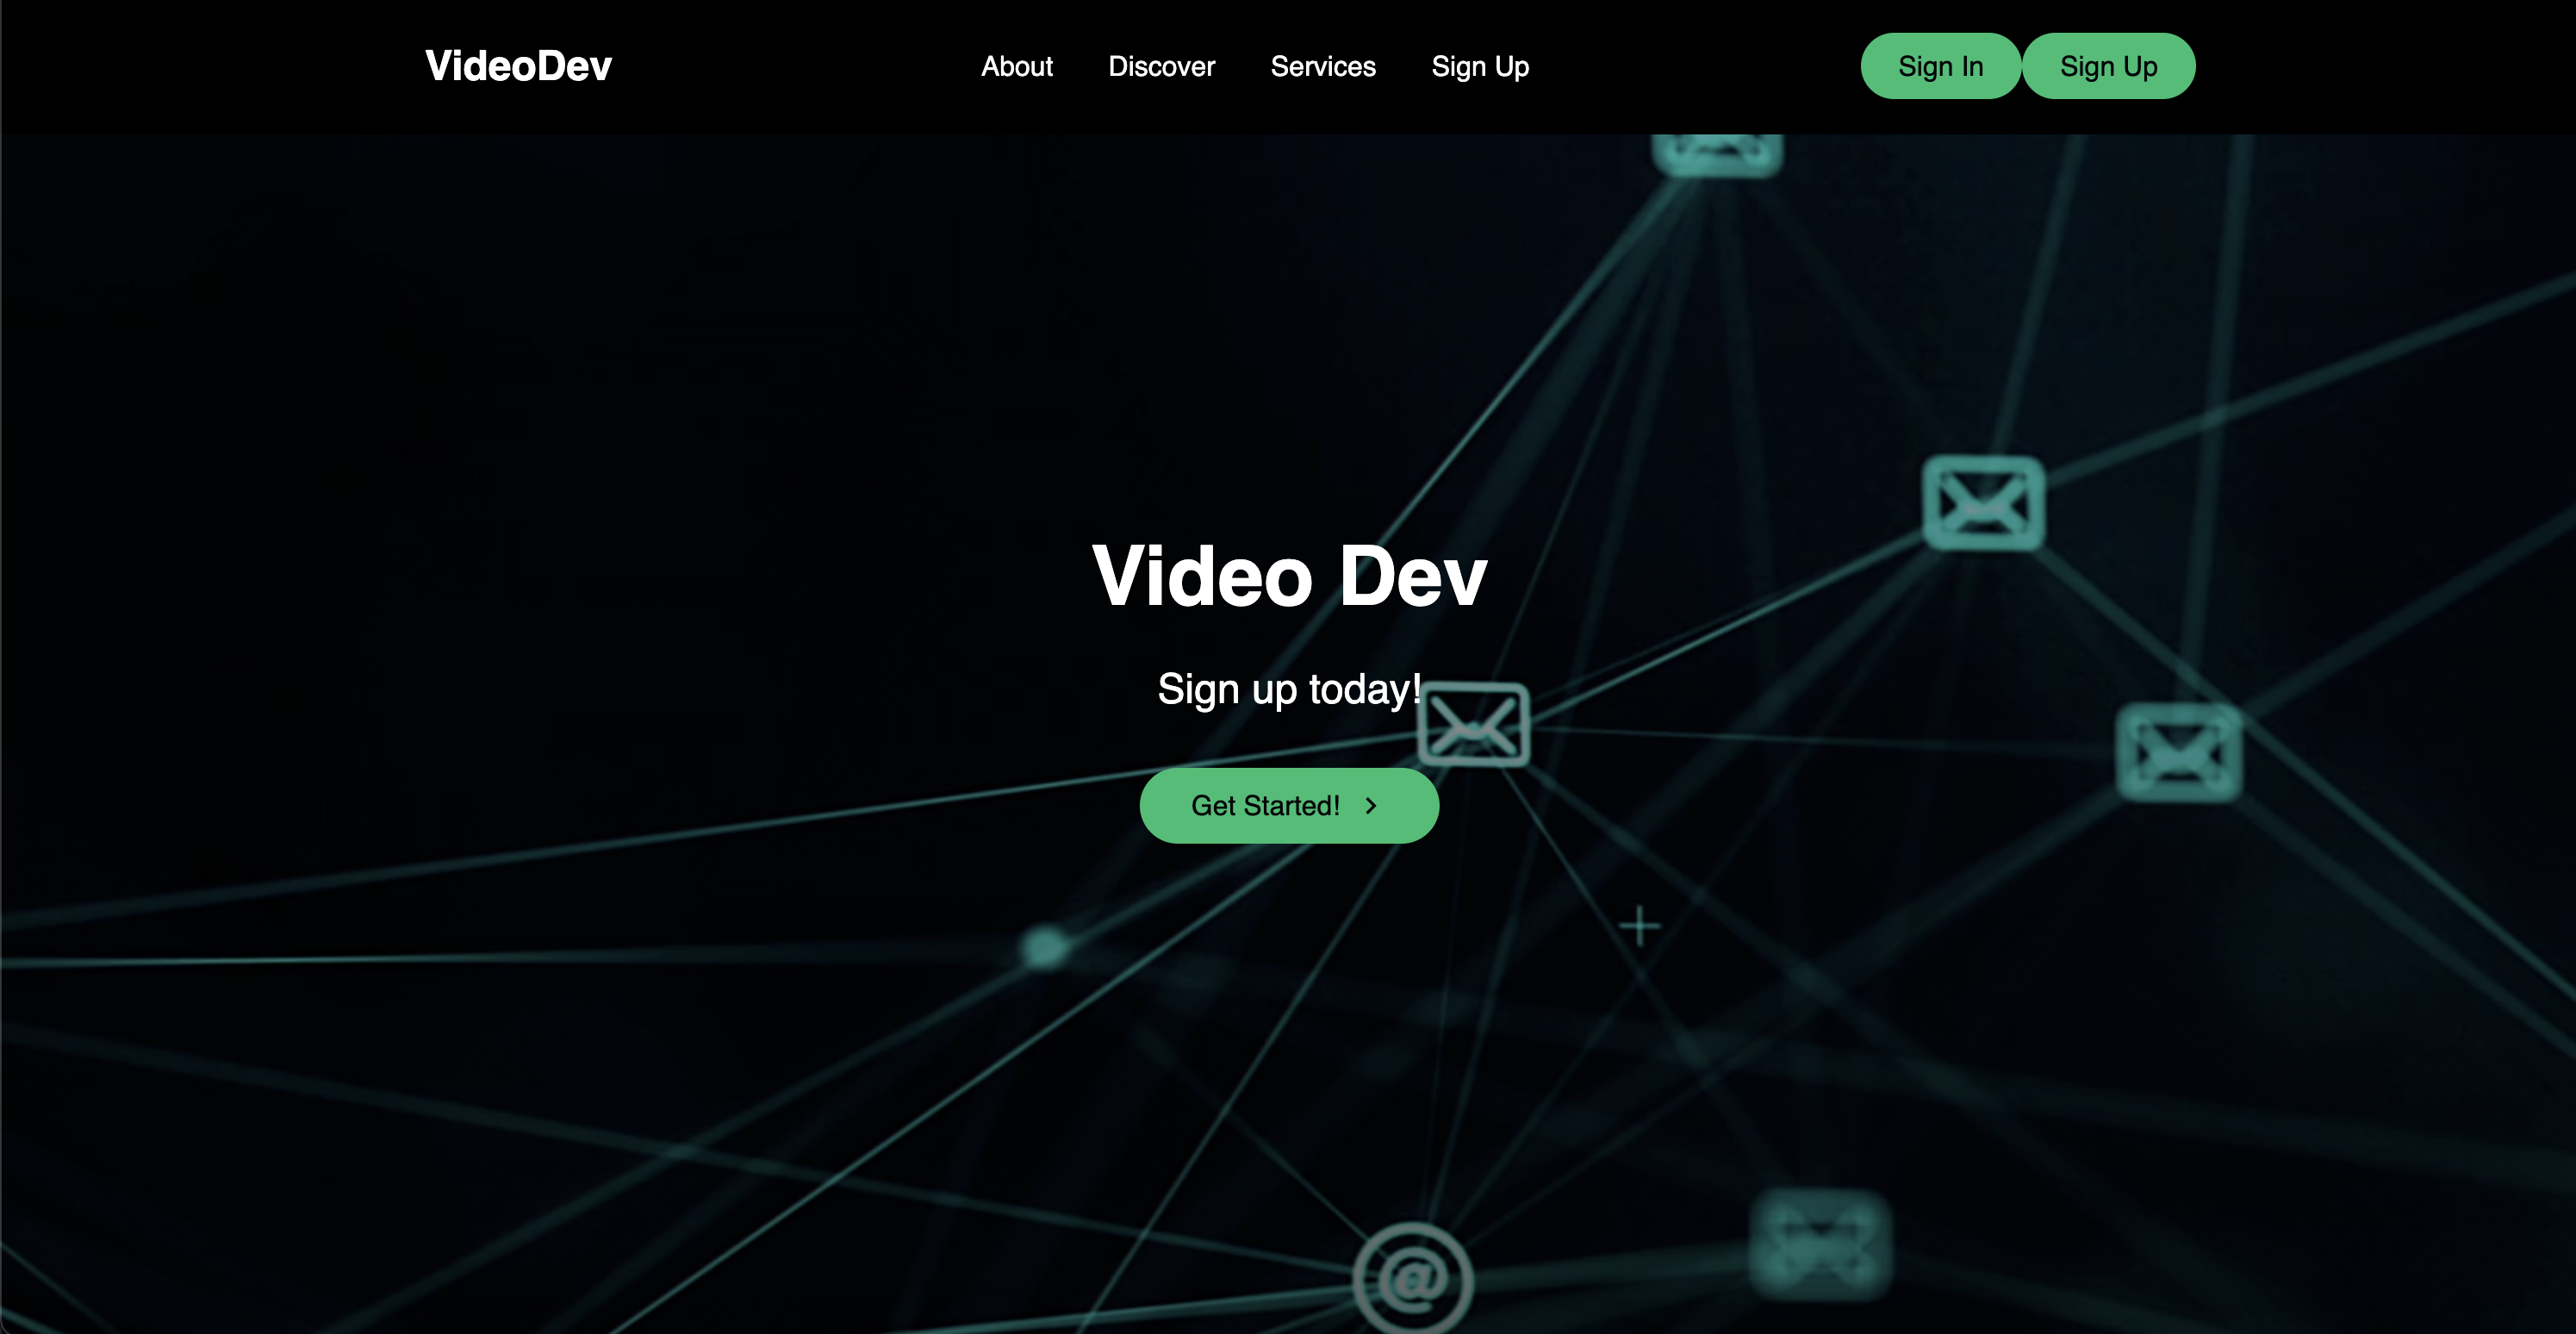 VideoDev
About Discover Services Sign Up
Sign In Sign Up
Video Dev
Sign up today!
Get Started!
@